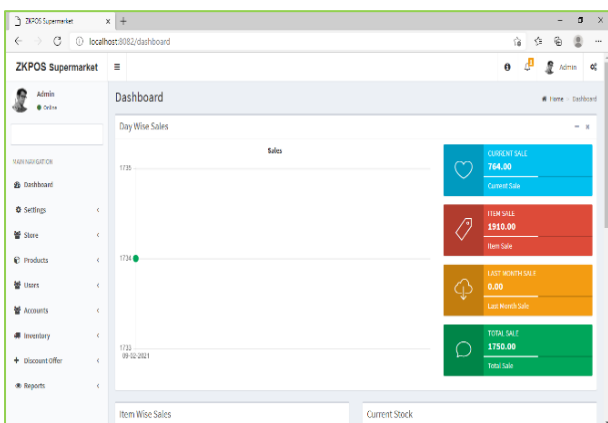 ZKPOS Supermarket
localhost:8082/dashboard
ZKPOS Supermarket
Admin
Admin
Online
Dashboard
Home
Dashboard
Day Wise Sales
MAIN NAVIGATION
Dashboard
Settings
Store
Products
Users
Accounts
Inventory
Discount Offer
Reports
Sales
1735
1734
1733
09-02-2021
CURRENT SALE
764.00
Current Sale
ITEM SALE
1910.00
Item Sale
LAST MONTH SALE
0.00
Last Month Sale
TOTAL SALE
1750.00
Total Sale
Item Wise Sales
Current Stock